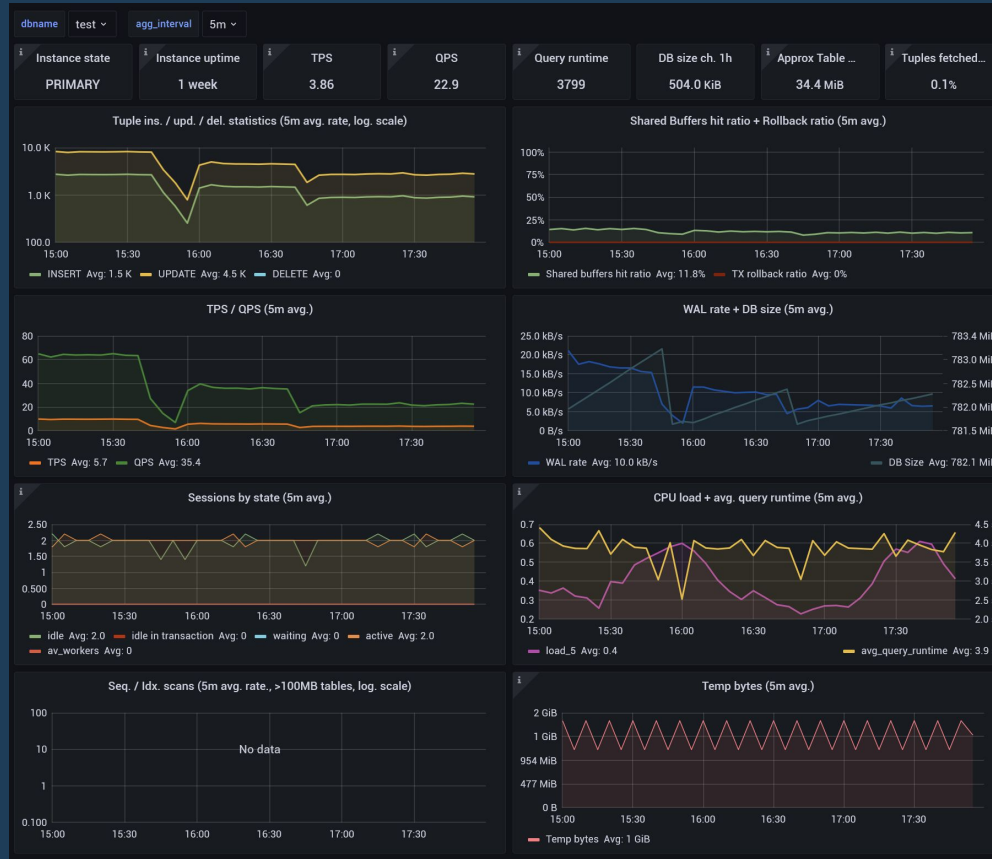 dbname test agg_interval 5m
Instance state Instance uptime TPS QPS Query runtime DB size ch. 1h Approx Table ... Tuples fetched...
PRIMARY 1 week 3.86 22.9 3799 504.0 KiB 34.4 MiB 0.1%
Tuple ins. / upd. / del. statistics (5m avg. rate, log. scale)
10.0 K
1.0 K
100.0
15:00 15:30 16:00 16:30 17:00 17:30
INSERT Avg: 1.5 K UPDATE Avg: 4.5 K DELETE Avg: 0
Shared Buffers hit ratio + Rollback ratio (5m avg.)
100%
75%
50%
25%
0%
15:00 15:30 16:00 16:30 17:00 17:30
Shared buffers hit ratio Avg: 11.8% TX rollback ratio Avg: 0%
TPS / QPS (5m avg.)
80
60
40
20
0
15:00 15:30 16:00 16:30 17:00 17:30
TPS Avg: 5.7 QPS Avg: 35.4
WAL rate + DB size (5m avg.)
25.0 kB/s 783.4 MiB
20.0 kB/s 783.0 MiB
15.0 kB/s 782.5 MiB
10.0 kB/s 782.0 MiB
5.0 kB/s 781.5 MiB
0 B/s
15:00 15:30 16:00 16:30 17:00 17:30
WAL rate Avg: 10.0 kB/s DB Size Avg: 782.1 MiB
Sessions by state (5m avg.)
2.50
2
1.50
1
0.500
0
15:00 15:30 16:00 16:30 17:00 17:30
idle Avg: 2.0 idle in transaction Avg: 0 waiting Avg: 0 active Avg: 2.0
av_workers Avg: 0
CPU load + avg. query runtime (5m avg.)
0.7 4.5
0.6 4.0
0.5 3.5
0.4 3.0
0.3 2.5
0.2 2.0
15:00 15:30 16:00 16:30 17:00 17:30
load_5 Avg: 0.4 avg_query_runtime Avg: 3.9
Seq. / Idx. scans (5m avg. rate., >100MB tables, log. scale)
100
10
1
0.100
No data
15:00 15:30 16:00 16:30 17:00 17:30
Temp bytes (5m avg.)
2 GiB
1 GiB
954 MiB
477 MiB
0 B
15:00 15:30 16:00 16:30 17:00 17:30
Temp bytes Avg: 1 GiB